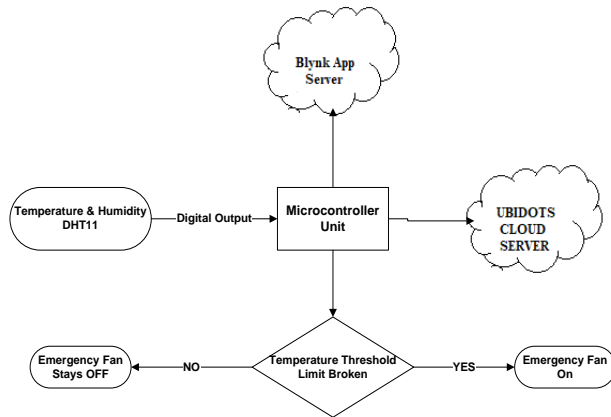 Blynk App
Server
Temperature & Humidity
DHT11
Digital Output
Microcontroller
Unit
UBIDOTS
CLOUD
SERVER
Emergency Fan
Stays OFF
NO
Temperature Threshold
Limit Broken
YES
Emergency Fan
On